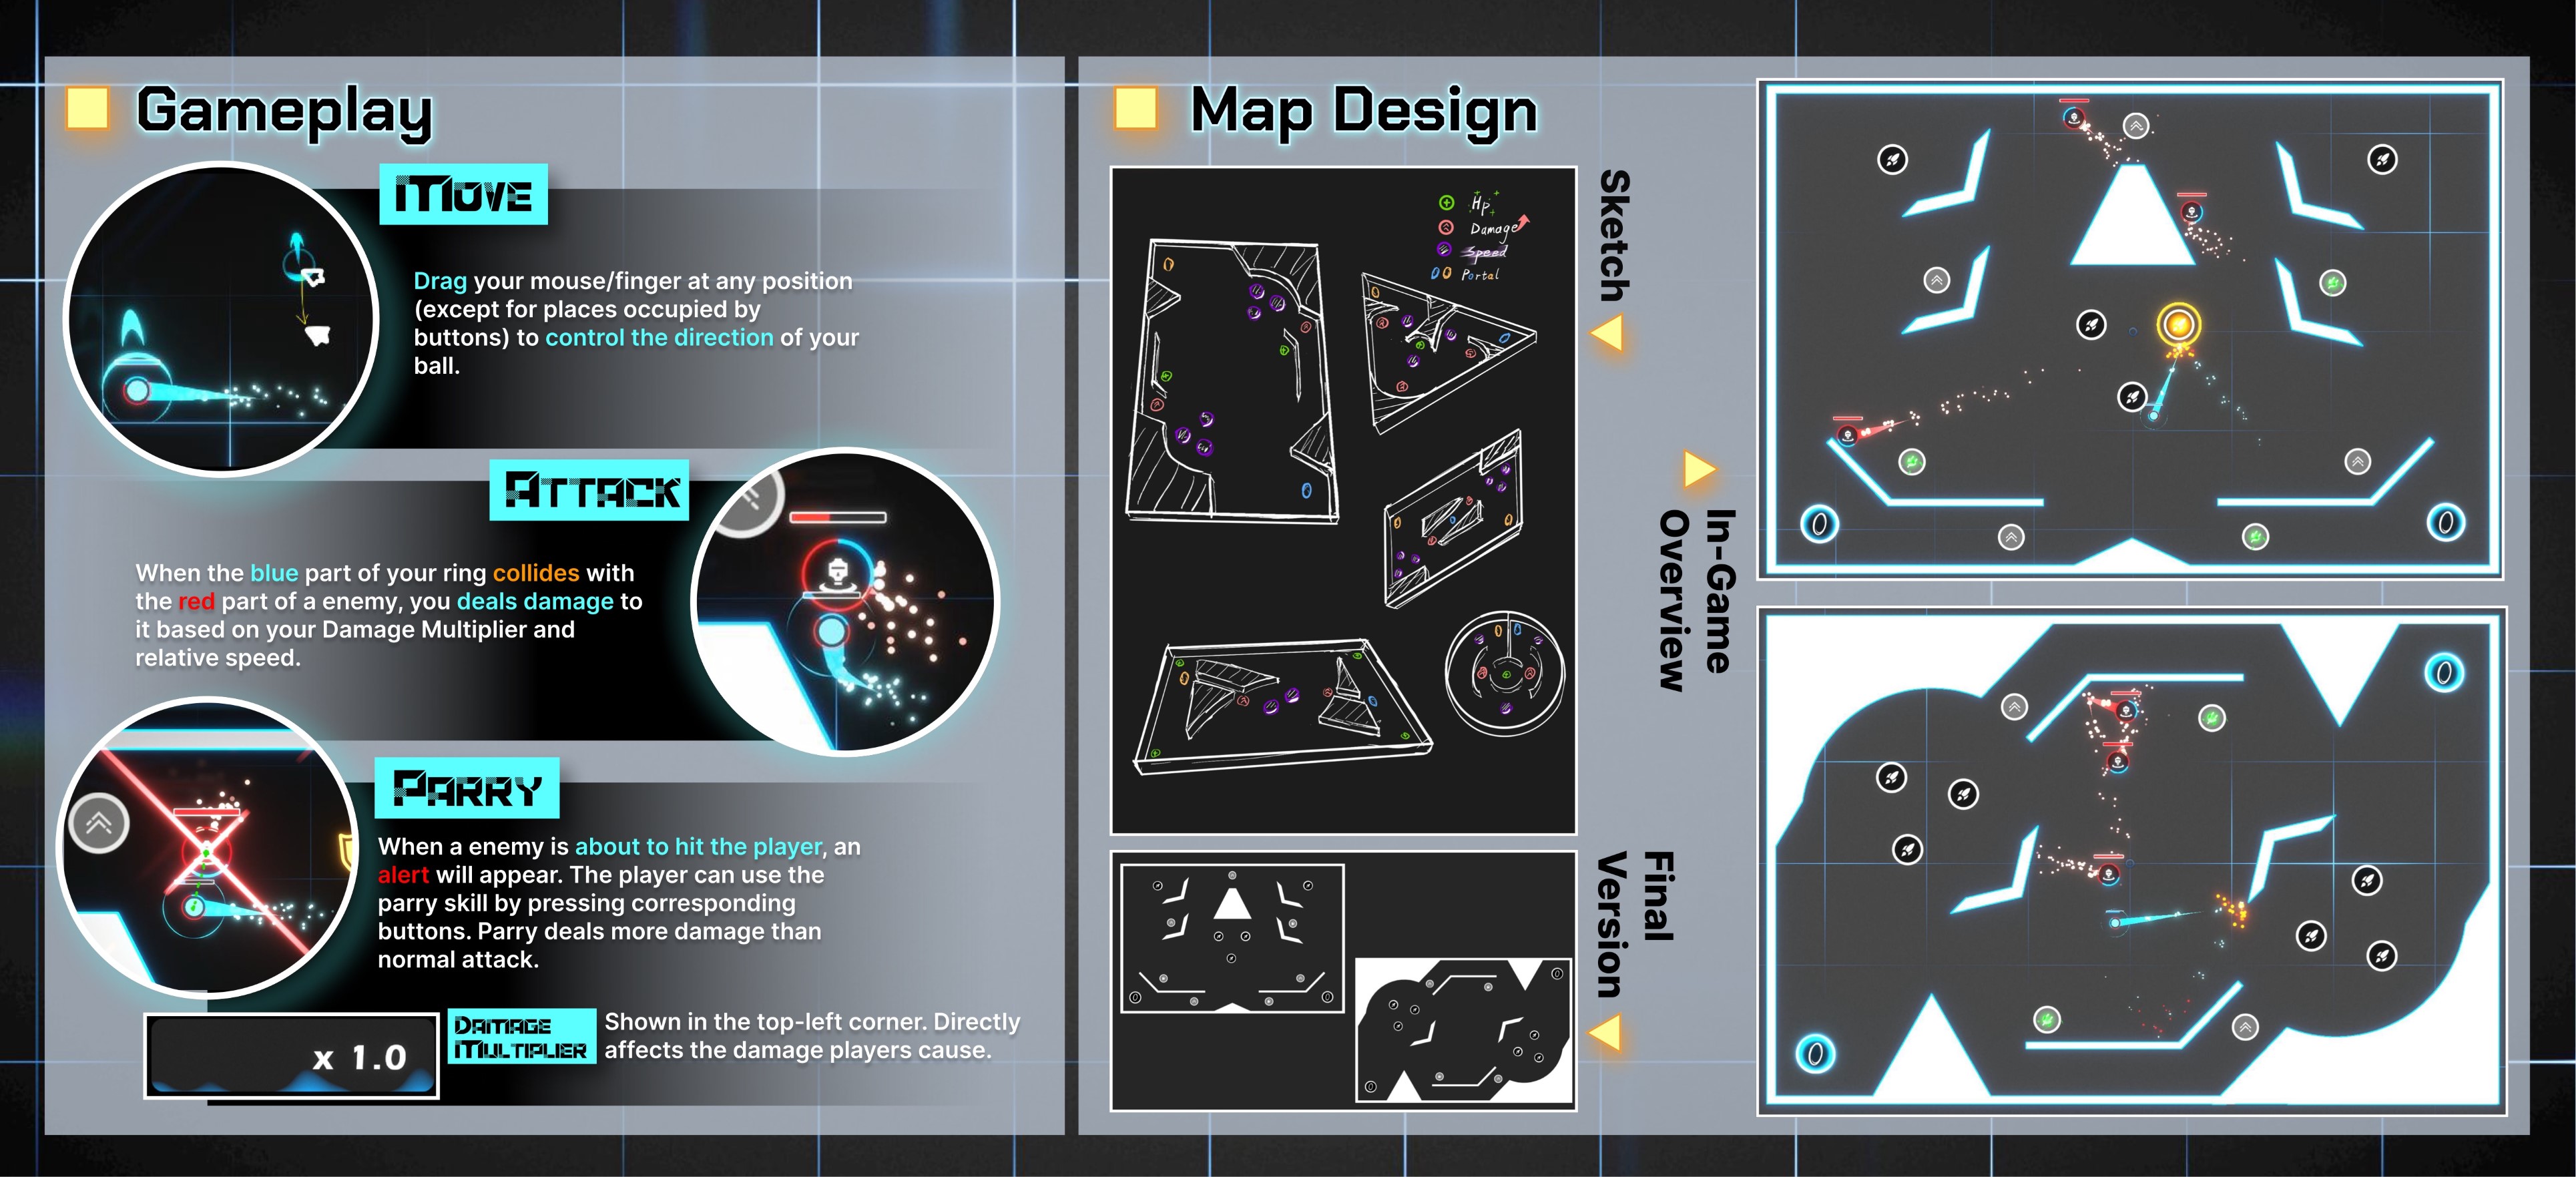 Gameplay
Move
Drag your mouse/finger at any position
(except for places occupied by
buttons) to control the direction of your
ball.
Attack
When the blue part of your ring collides with
the red part of a enemy, you deals damage to
it based on your Damage Multiplier and
relative speed.
Parry
When a enemy is about to hit the player, an
alert will appear. The player can use the
parry skill by pressing corresponding
buttons. Parry deals more damage than
normal attack.
x 1.0
Damage
Multiplier
Shown in the top-left corner. Directly
affects the damage players cause.
Map Design
Hp
Damage
Speed
Portal
Sketch
Final
Version
In-Game
Overview